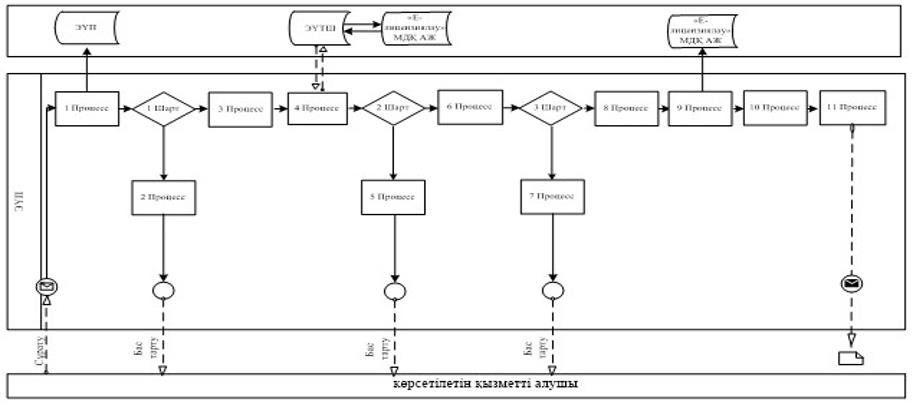 ЭҮП
ЭҮТШ
«Е-
лицензиялау»
МДҚ АЖ
«Е-
лицензиялау»
МДҚ АЖ
ЭҮП
1 Процесс
1 Шарт
3 Процесс
4 Процесс
2 Шарт
6 Процесс
3 Шарт
8 Процесс
9 Процесс
10 Процесс
11 Процесс
2 Процесс
5 Процесс
7 Процесс
Сұрату
Бас
тарту
Бас
тарту
Бас
тарту
көрсетілетін қызметті алушы